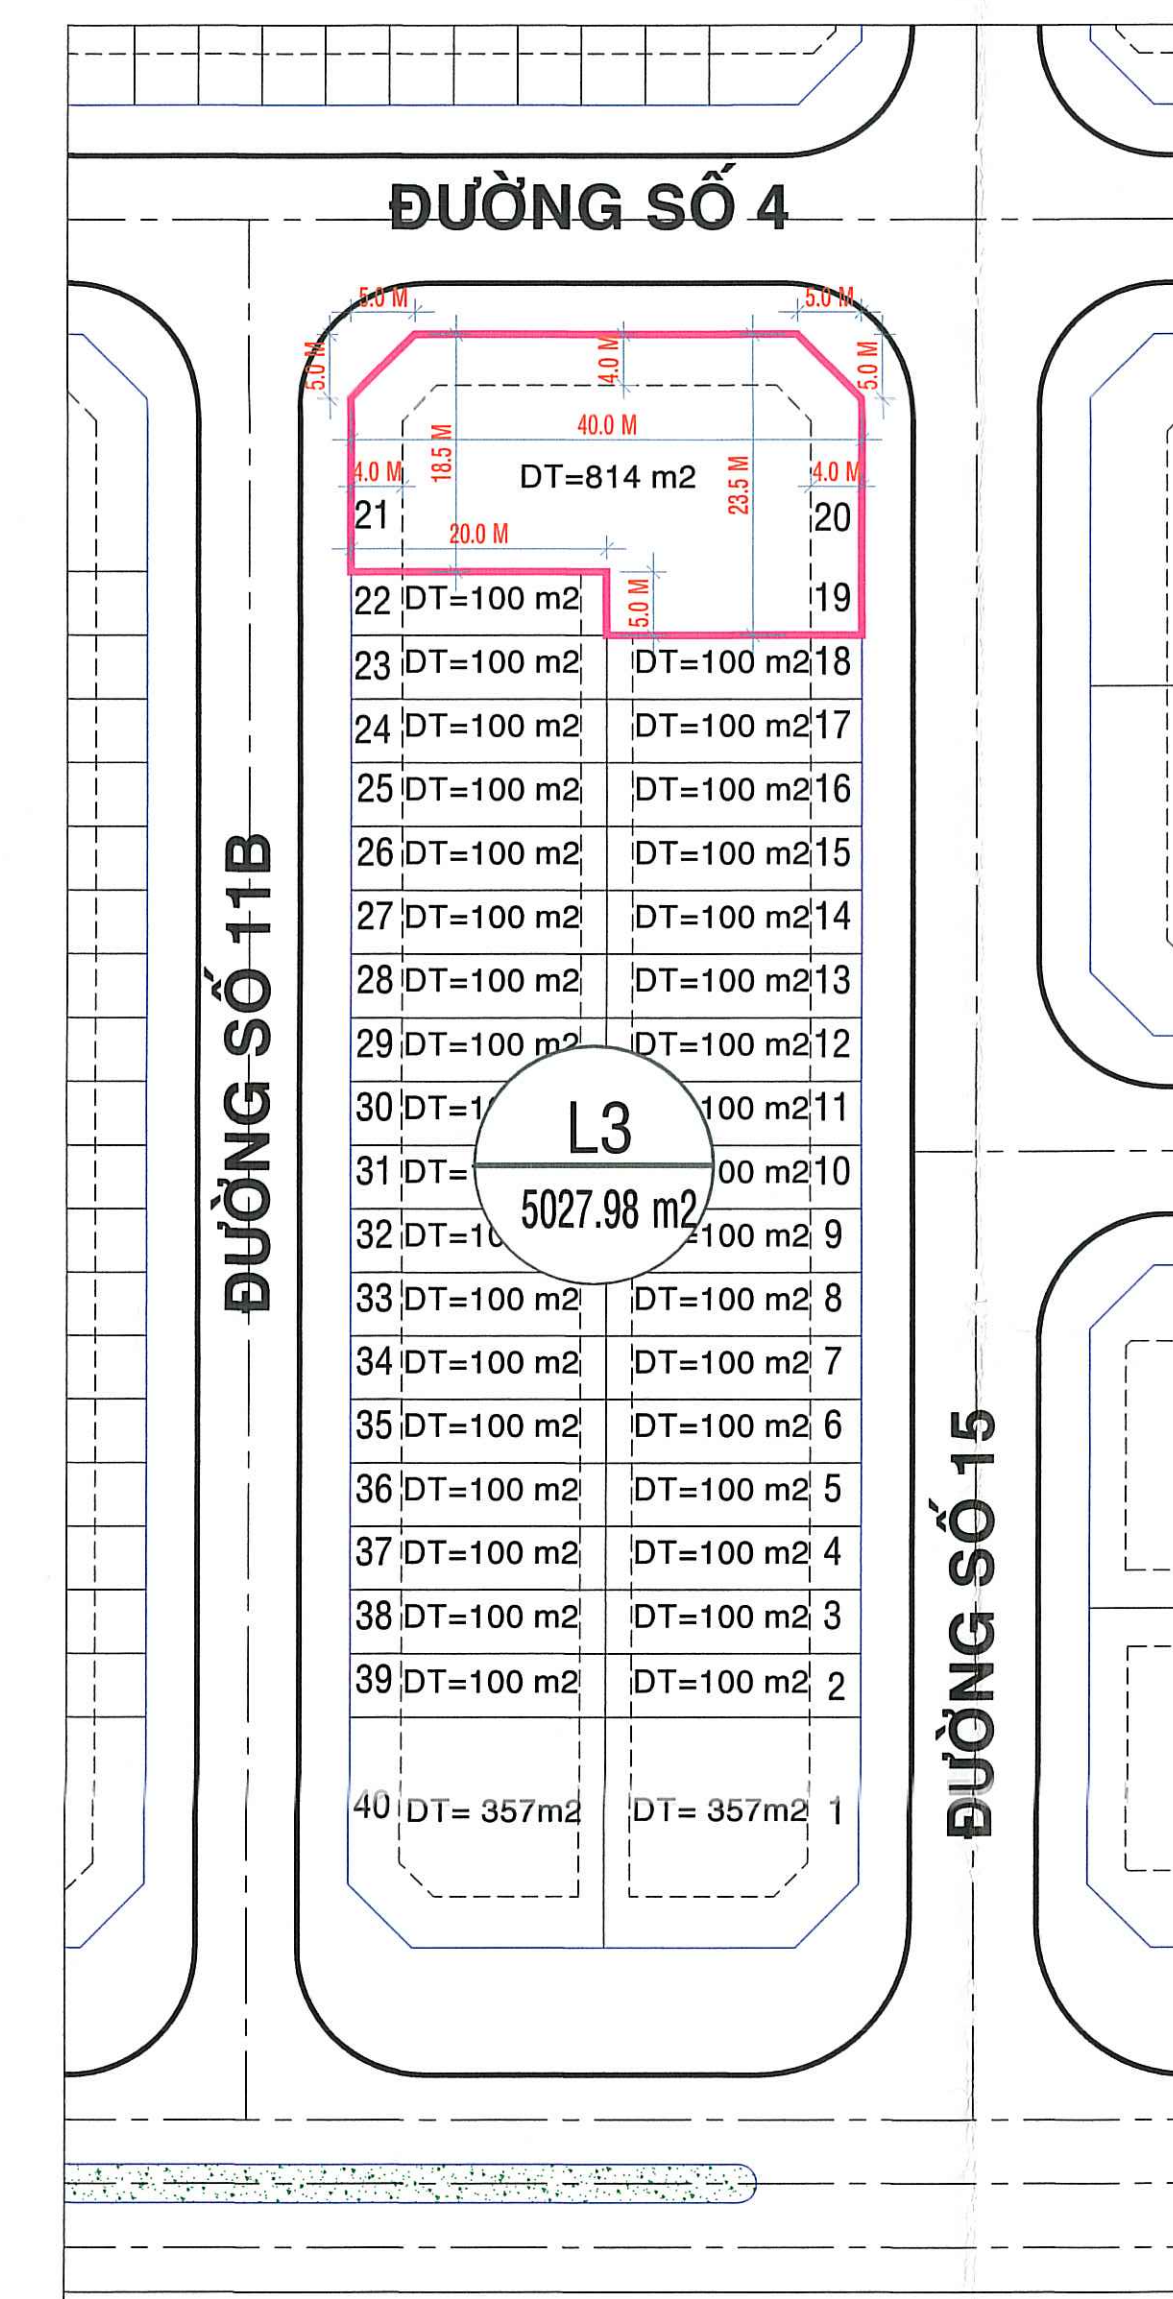 ĐƯỜNG SỐ 4
5.0 M
5.0 M
5.0 M
4.0 M
5.0 M
40.0 M
18.5 M
4.0 M
DT=814 m2
23.5 M
4.0 M
21
20
20.0 M
22 DT=100 m2
5.0 M
19
23 DT=100 m2
DT=100 m2 18
24 DT=100 m2
DT=100 m2 17
25 DT=100 m2
DT=100 m2 16
26 DT=100 m2
DT=100 m2 15
27 DT=100 m2
DT=100 m2 14
28 DT=100 m2
DT=100 m2 13
29 DT=100 m2
DT=100 m2 12
30 DT=1
100 m2 11
31 DT=
00 m2 10
32 DT=10
=100 m2 9
L3
5027.98 m2
33 DT=100 m2
DT=100 m2 8
34 DT=100 m2
DT=100 m2 7
35 DT=100 m2
DT=100 m2 6
36 DT=100 m2
DT=100 m2 5
37 DT=100 m2
DT=100 m2 4
38 DT=100 m2
DT=100 m2 3
39 DT=100 m2
DT=100 m2 2
40 DT= 357m2
DT= 357m2 1
ĐƯỜNG SỐ 11B
ĐƯỜNG SỐ 15